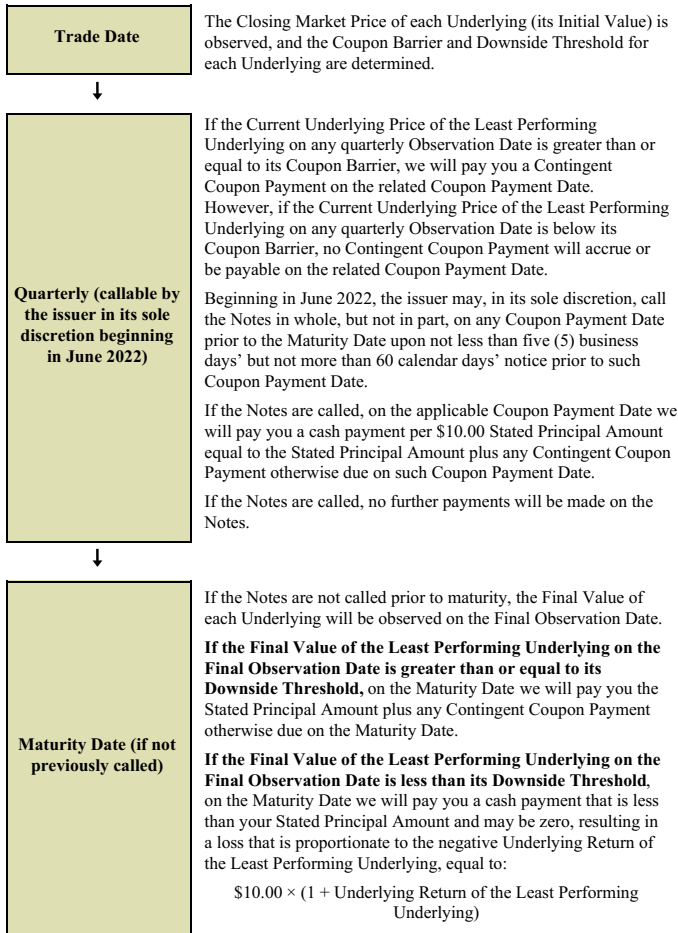 Trade Date
The Closing Market Price of each Underlying (its Initial Value) is
observed, and the Coupon Barrier and Downside Threshold for
each Underlying are determined.
Quarterly (callable by
the issuer in its sole
discretion beginning
in June 2022)
If the Current Underlying Price of the Least Performing
Underlying on any quarterly Observation Date is greater than or
equal to its Coupon Barrier, we will pay you a Contingent
Coupon Payment on the related Coupon Payment Date.
However, if the Current Underlying Price of the Least Performing
Underlying on any quarterly Observation Date is below its
Coupon Barrier, no Contingent Coupon Payment will accrue or
be payable on the related Coupon Payment Date.
Beginning in June 2022, the issuer may, in its sole discretion, call
the Notes in whole, but not in part, on any Coupon Payment Date
prior to the Maturity Date upon not less than five (5) business
days’ but not more than 60 calendar days’ notice prior to such
Coupon Payment Date.
If the Notes are called, on the applicable Coupon Payment Date we
will pay you a cash payment per $10.00 Stated Principal Amount
equal to the Stated Principal Amount plus any Contingent Coupon
Payment otherwise due on such Coupon Payment Date.
If the Notes are called, no further payments will be made on the
Notes.
Maturity Date (if not
previously called)
If the Notes are not called prior to maturity, the Final Value of
each Underlying will be observed on the Final Observation Date.
If the Final Value of the Least Performing Underlying on the
Final Observation Date is greater than or equal to its
Downside Threshold, on the Maturity Date we will pay you the
Stated Principal Amount plus any Contingent Coupon Payment
otherwise due on the Maturity Date.
If the Final Value of the Least Performing Underlying on the
Final Observation Date is less than its Downside Threshold,
on the Maturity Date we will pay you a cash payment that is less
than your Stated Principal Amount and may be zero, resulting in
a loss that is proportionate to the negative Underlying Return of
the Least Performing Underlying, equal to:
$10.00 × (1 + Underlying Return of the Least Performing
Underlying)